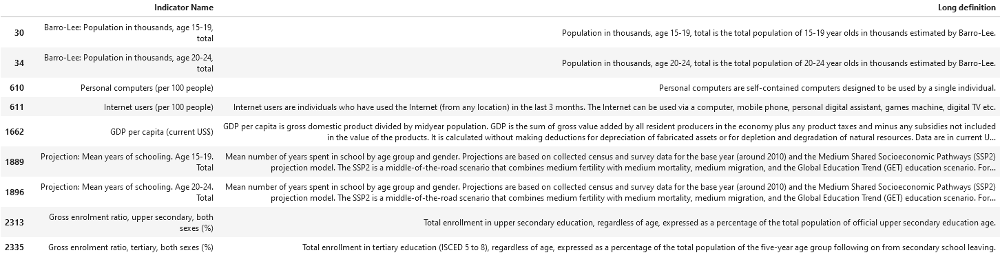 Indicator Name Long definition
30 Barro-Lee: Population in thousands, age 15-19,
total Population in thousands, age 15-19, total is the total population of 15-19 year olds in thousands estimated by Barro-Lee.
34 Barro-Lee: Population in thousands, age 20-24,
total Population in thousands, age 20-24, total is the total population of 20-24 year olds in thousands estimated by Barro-Lee.
610 Personal computers (per 100 people) Personal computers are self-contained computers designed to be used by a single individual.
611 Internet users (per 100 people) Internet users are individuals who have used the Internet (from any location) in the last 3 months. The Internet can be used via a computer, mobile phone, personal digital assistant, games machine, digital TV etc.
1662 GDP per capita (current US$) GDP per capita is gross domestic product divided by midyear population. GDP is the sum of gross value added by all resident producers in the economy plus any product taxes and minus any subsidies not included
in the value of the products. It is calculated without making deductions for depreciation of fabricated assets or for depletion and degradation of natural resources. Data are in current U...
1889 Projection: Mean years of schooling. Age 15-19. Mean number of years spent in school by age group and gender. Projections are based on collected census and survey data for the base year (around 2010) and the Medium Shared Socioeconomic Pathways (SSP2)
Total projection model. The SSP2 is a middle-of-the-road scenario that combines medium fertility with medium mortality, medium migration, and the Global Education Trend (GET) education scenario. For...
1896 Projection: Mean years of schooling. Age 20-24. Mean number of years spent in school by age group and gender. Projections are based on collected census and survey data for the base year (around 2010) and the Medium Shared Socioeconomic Pathways (SSP2)
Total projection model. The SSP2 is a middle-of-the-road scenario that combines medium fertility with medium mortality, medium migration, and the Global Education Trend (GET) education scenario. For...
2313 Gross enrolment ratio, upper secondary, both
sexes (%) Total enrollment in upper secondary education, regardless of age, expressed as a percentage of the total population of official upper secondary education age.
2335 Gross enrolment ratio, tertiary, both sexes (%) Total enrollment in tertiary education (ISCED 5 to 8), regardless of age, expressed as a percentage of the total population of the five-year age group following on from secondary school leaving.